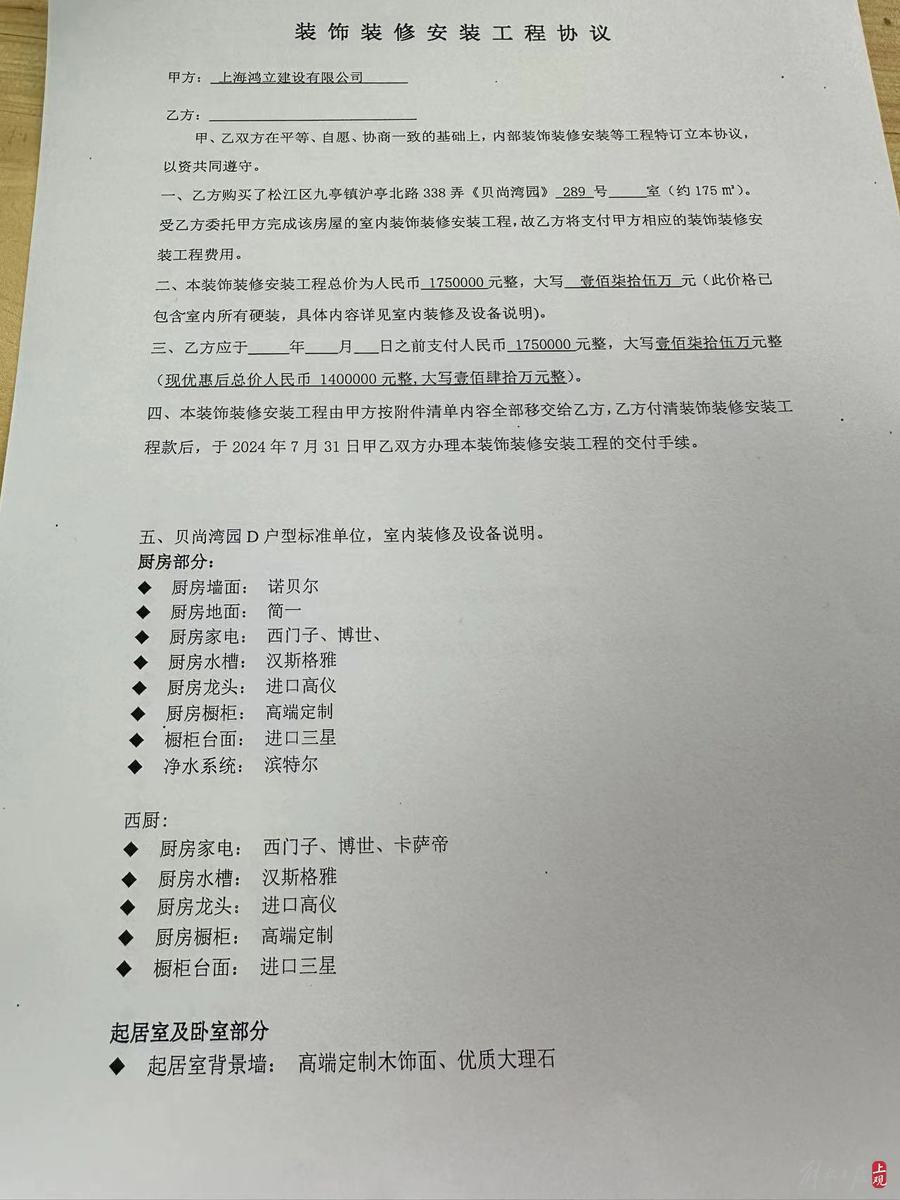 装饰装修安装工程协议
甲方：上海鸿立建设有限公司
乙方：
甲、乙双方在平等、自愿、协商一致的基础上，内部装饰装修安装等工程特订立本协议，
以资共同遵守。
一、乙方购买了松江区九亭镇沪亭北路 338 弄《贝尚湾园》 289 号_____室（约 175 ㎡）。
受乙方委托甲方完成该房屋的室内装饰装修安装工程，故乙方将支付甲方相应的装饰装修安
装工程费用。
二、本装饰装修安装工程总价为人民币 1750000 元整，大写 壹佰柒拾伍万 元（此价格已
包含室内所有硬装，具体内容详见室内装修及设备说明)。
三、乙方应于_____年____月___日之前支付人民币 1750000 元整，大写壹佰柒拾伍万元整
（现优惠后总价人民币 1400000 元整,大写壹佰肆拾万元整）。
四、本装饰装修安装工程由甲方按附件清单内容全部移交给乙方，乙方付清装饰装修安装工
程款后，于 2024 年 7 月 31 日甲乙双方办理本装饰装修安装工程的交付手续。
五、贝尚湾园 D 户型标准单位，室内装修及设备说明。
厨房部分：
◆ 厨房墙面： 诺贝尔
◆ 厨房地面： 简一
◆ 厨房家电： 西门子、博世、
◆ 厨房水槽： 汉斯格雅
◆ 厨房龙头： 进口高仪
◆ 厨房橱柜： 高端定制
◆ 橱柜台面： 进口三星
◆ 净水系统： 滨特尔
西厨：
◆ 厨房家电： 西门子、博世、卡萨帝
◆ 厨房水槽： 汉斯格雅
◆ 厨房龙头： 进口高仪
◆ 厨房橱柜： 高端定制
◆ 橱柜台面： 进口三星
起居室及卧室部分
◆ 起居室背景墙： 高端定制木饰面、优质大理石
上观